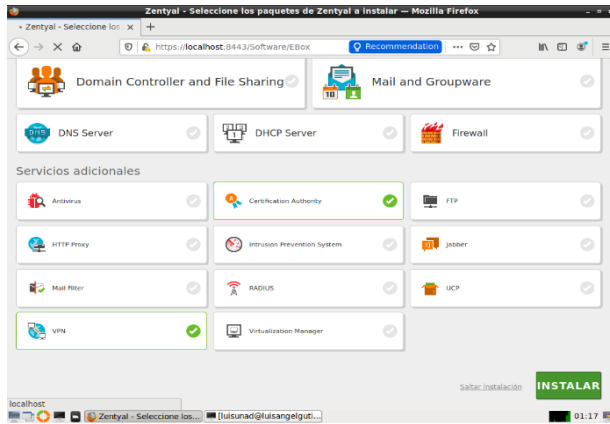 Zentyal - Seleccione los paquetes de Zentyal a instalar — Mozilla Firefox
Zentyal - Seleccione los
https://localhost:8443/Software/EBox
Recommendation
Domain Controller and File Sharing
Mail and Groupware
10
1
DNS
DNS Server
DHCP Server
Firewall
Servicios adicionales
Antivirus
Certification Authority
FTP
HTTP Proxy
Intrusion Prevention System
Jabber
Mail Filter
RADIUS
UCP
VPN
Virtualization Manager
Saltar instalación
INSTALAR
localhost
Zentyal - Seleccione los...
[luisunad@luisangelguti...
01:17